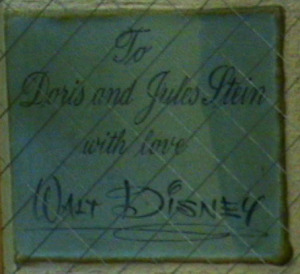 To
Doris and Jules Stein
with love
WALT DISNEY